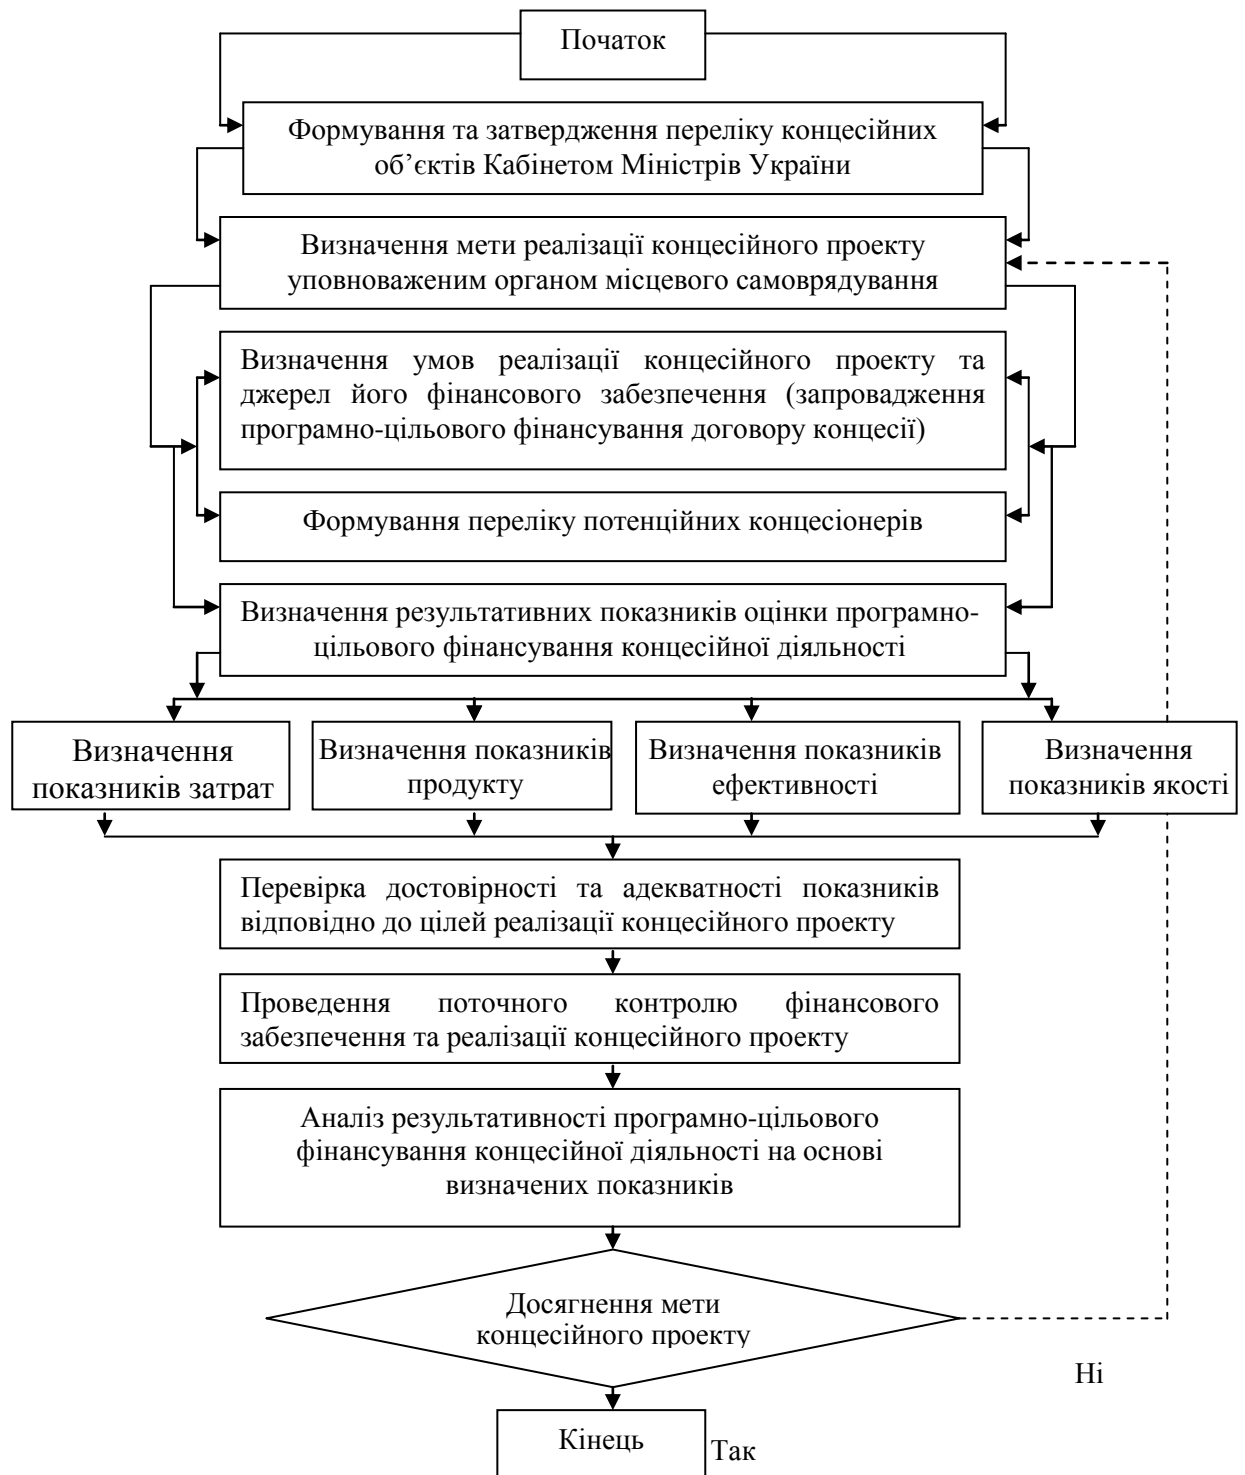 Початок
Формування та затвердження переліку концесійних
об’єктів Кабінетом Міністрів України
Визначення мети реалізації концесійного проекту
уповноваженим органом місцевого самоврядування
Визначення умов реалізації концесійного проекту та
джерел його фінансового забезпечення (запровадження
програмно-цільового фінансування договору концесії)
Формування переліку потенційних концесіонерів
Визначення результативних показників оцінки програмно-
цільового фінансування концесійної діяльності
Визначення
показників затрат
Визначення показників
продукту
Визначення показників
ефективності
Визначення
показників якості
Перевірка достовірності та адекватності показників
відповідно до цілей реалізації концесійного проекту
Проведення поточного контролю фінансового
забезпечення та реалізації концесійного проекту
Аналіз результативності програмно-цільового
фінансування концесійної діяльності на основі
визначених показників
Досягнення мети
концесійного проекту
Ні
Кінець
Так